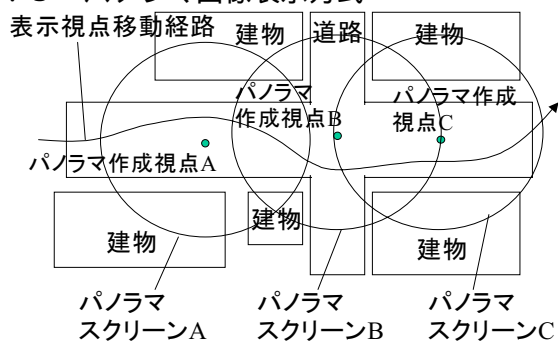 表示視点移動経路
建物
道路
建物
パノラマ
作成視点B
パノラマ作成
視点C
パノラマ作成視点A
建物
建物
建物
パノラマ
スクリーンA
パノラマ
スクリーンB
パノラマ
スクリーンC